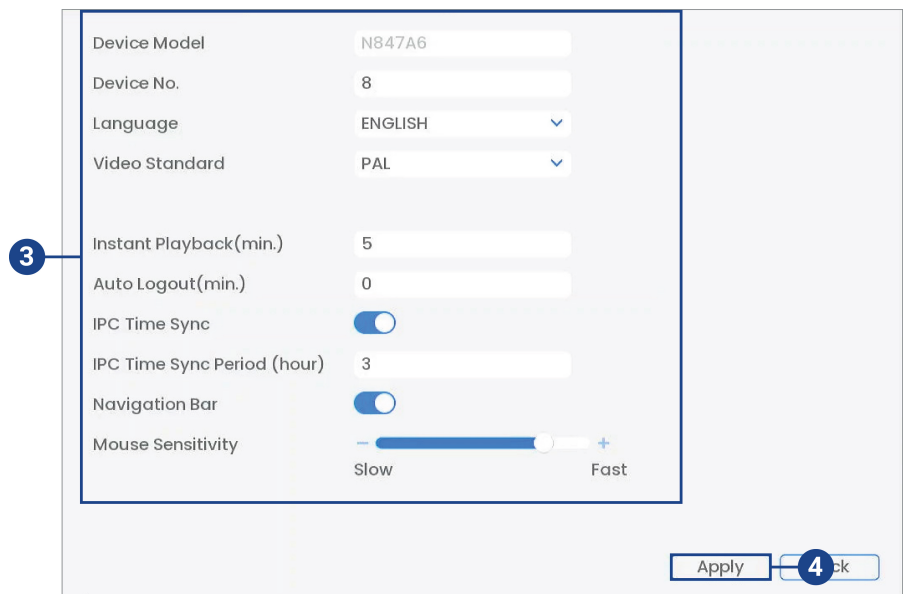 Device Model N847A6
Device No. 8
Language ENGLISH
Video Standard PAL
Instant Playback(min.) 5
3
Auto Logout(min.) 0
IPC Time Sync
IPC Time Sync Period (hour) 3
Navigation Bar
Mouse Sensitivity − +
Slow Fast
Apply 4 ck